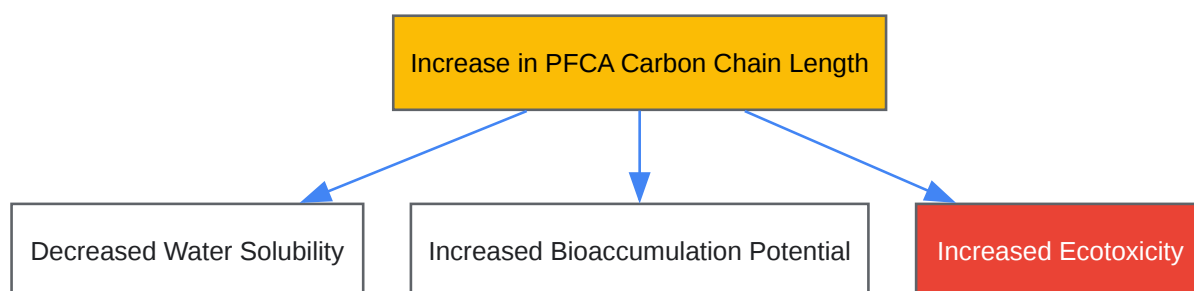 Increase in PFCA Carbon Chain Length
Decreased Water Solubility
Increased Bioaccumulation Potential
Increased Ecotoxicity